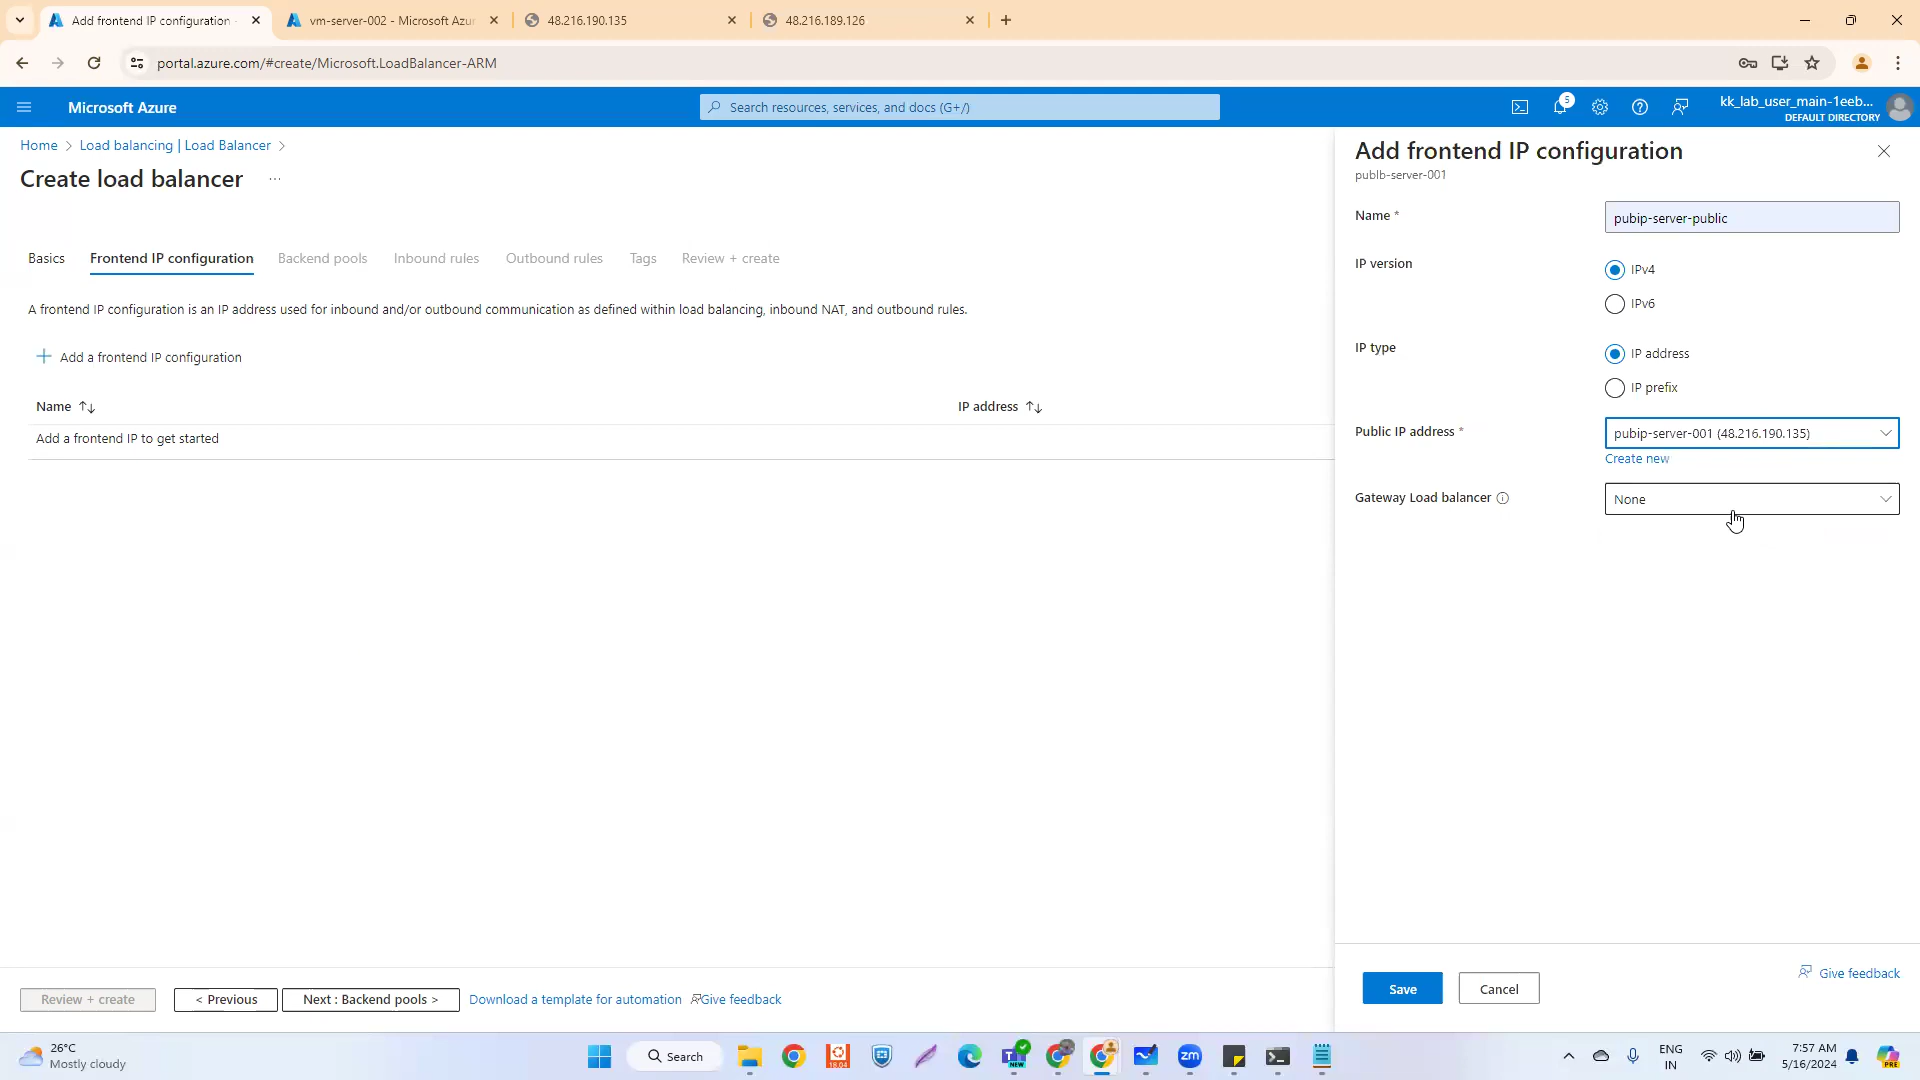 Add frontend IP configuration -
vm-server-002 - Microsoft Azur
48.216.190.135
48.216.189.126
portal.azure.com/#create/Microsoft.LoadBalancer-ARM
Microsoft Azure
Search resources, services, and docs (G+/)
5
kk_lab_user_main-1eeb...
DEFAULT DIRECTORY
Home > Load balancing | Load Balancer >
Create load balancer ...
Basics
Frontend IP configuration
Backend pools
Inbound rules
Outbound rules
Tags
Review + create
A frontend IP configuration is an IP address used for inbound and/or outbound communication as defined within load balancing, inbound NAT, and outbound rules.
+ Add a frontend IP configuration
Name ↑↓
IP address ↑↓
Add a frontend IP to get started
Add frontend IP configuration
publb-server-001
Name *
pubip-server-public
IP version
IPv4
IPv6
IP type
IP address
IP prefix
Public IP address *
pubip-server-001 (48.216.190.135)
Create new
Gateway Load balancer
None
Give feedback
Save
Cancel
Review + create
< Previous
Next : Backend pools >
Download a template for automation
Give feedback
26°C
Mostly cloudy
Search
18.04
NEW
zm
ENG
IN
7:57 AM
5/16/2024
PRE